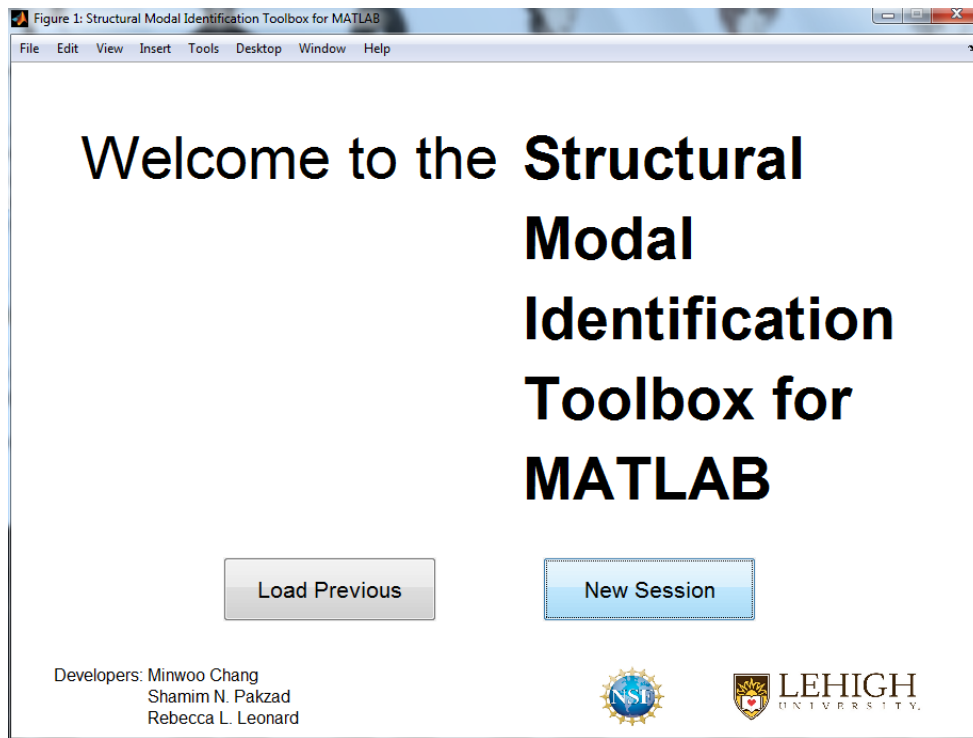 Figure 1: Structural Modal Identification Toolbox for MATLAB
File Edit View Insert Tools Desktop Window Help
Welcome to the Structural
Modal
Identification
Toolbox for
MATLAB
Load Previous New Session
Developers: Minwoo Chang
Shamim N. Pakzad
Rebecca L. Leonard
NSF
LEHIGH
UNIVERSITY.